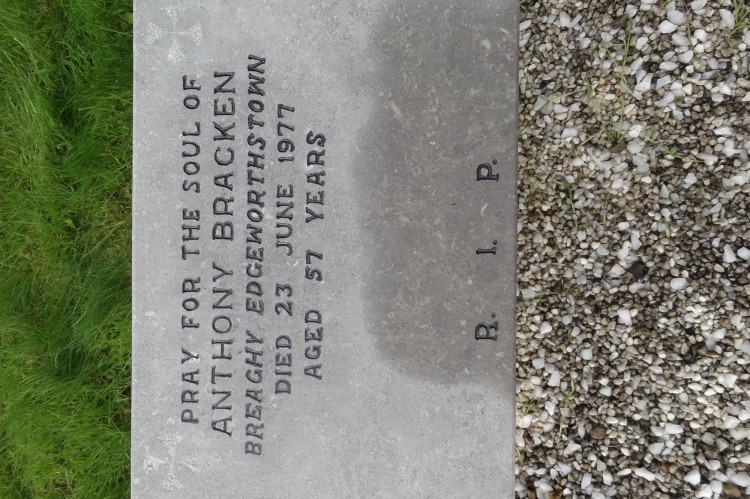 PRAY FOR THE SOUL OF
ANTHONY BRACKEN
BREAGHY EDGEWORTHSTOWN
DIED 23 JUNE 1977
AGED 57 YEARS
R. I. P.